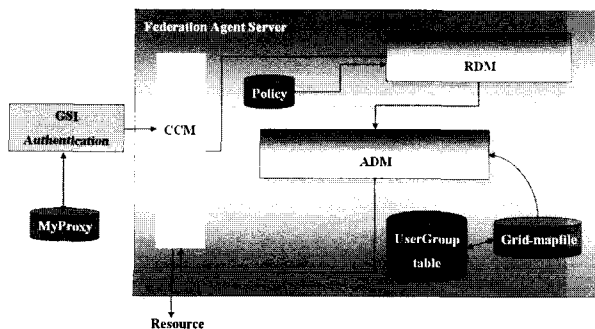 Federation Agent Server
RDM
Policy
GSI
Authentication
CCM
ADM
MyProxy
UserGroup
table
Grid-mapfile
Resource